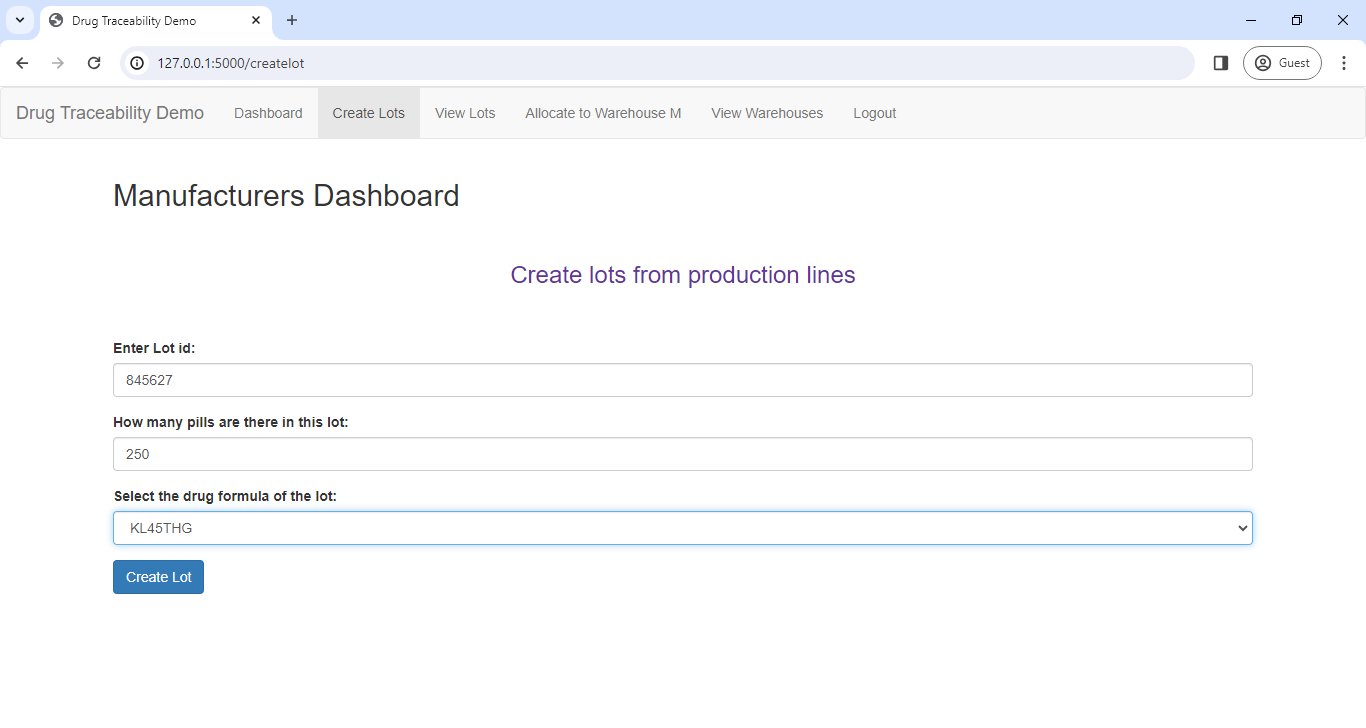 Drug Traceability Demo
127.0.0.1:5000/createlot
Guest
Drug Traceability Demo Dashboard Create Lots View Lots Allocate to Warehouse M View Warehouses Logout
Manufacturers Dashboard
Create lots from production lines
Enter Lot id:
845627
How many pills are there in this lot:
250
Select the drug formula of the lot:
KL45THG
Create Lot